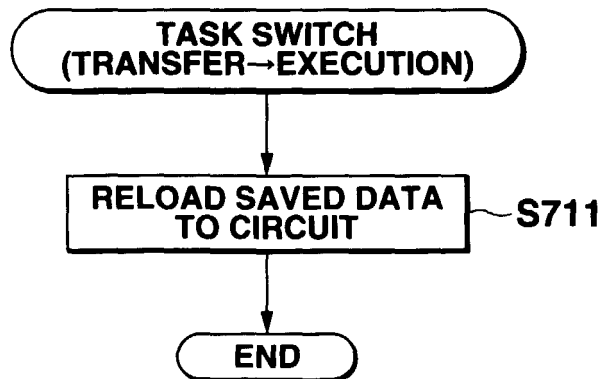 TASK SWITCH
(TRANSFER→EXECUTION)
RELOAD SAVED DATA
TO CIRCUIT
S711
END